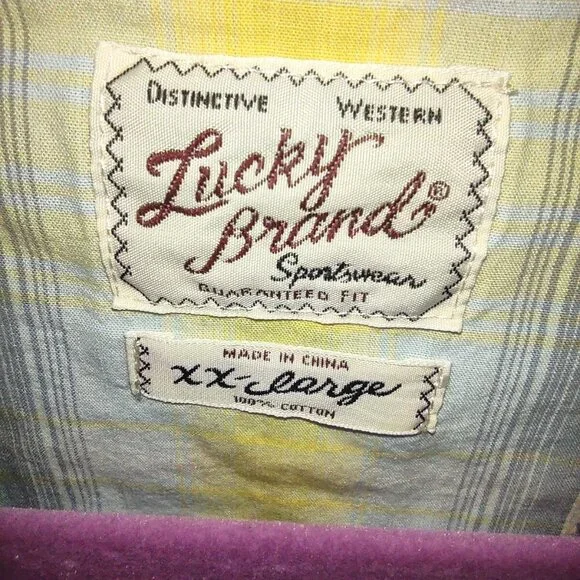 Distinctive Western
Lucky
Brand®
Sportswear
Guaranteed Fit
Made in China
xx-large
100% Cotton